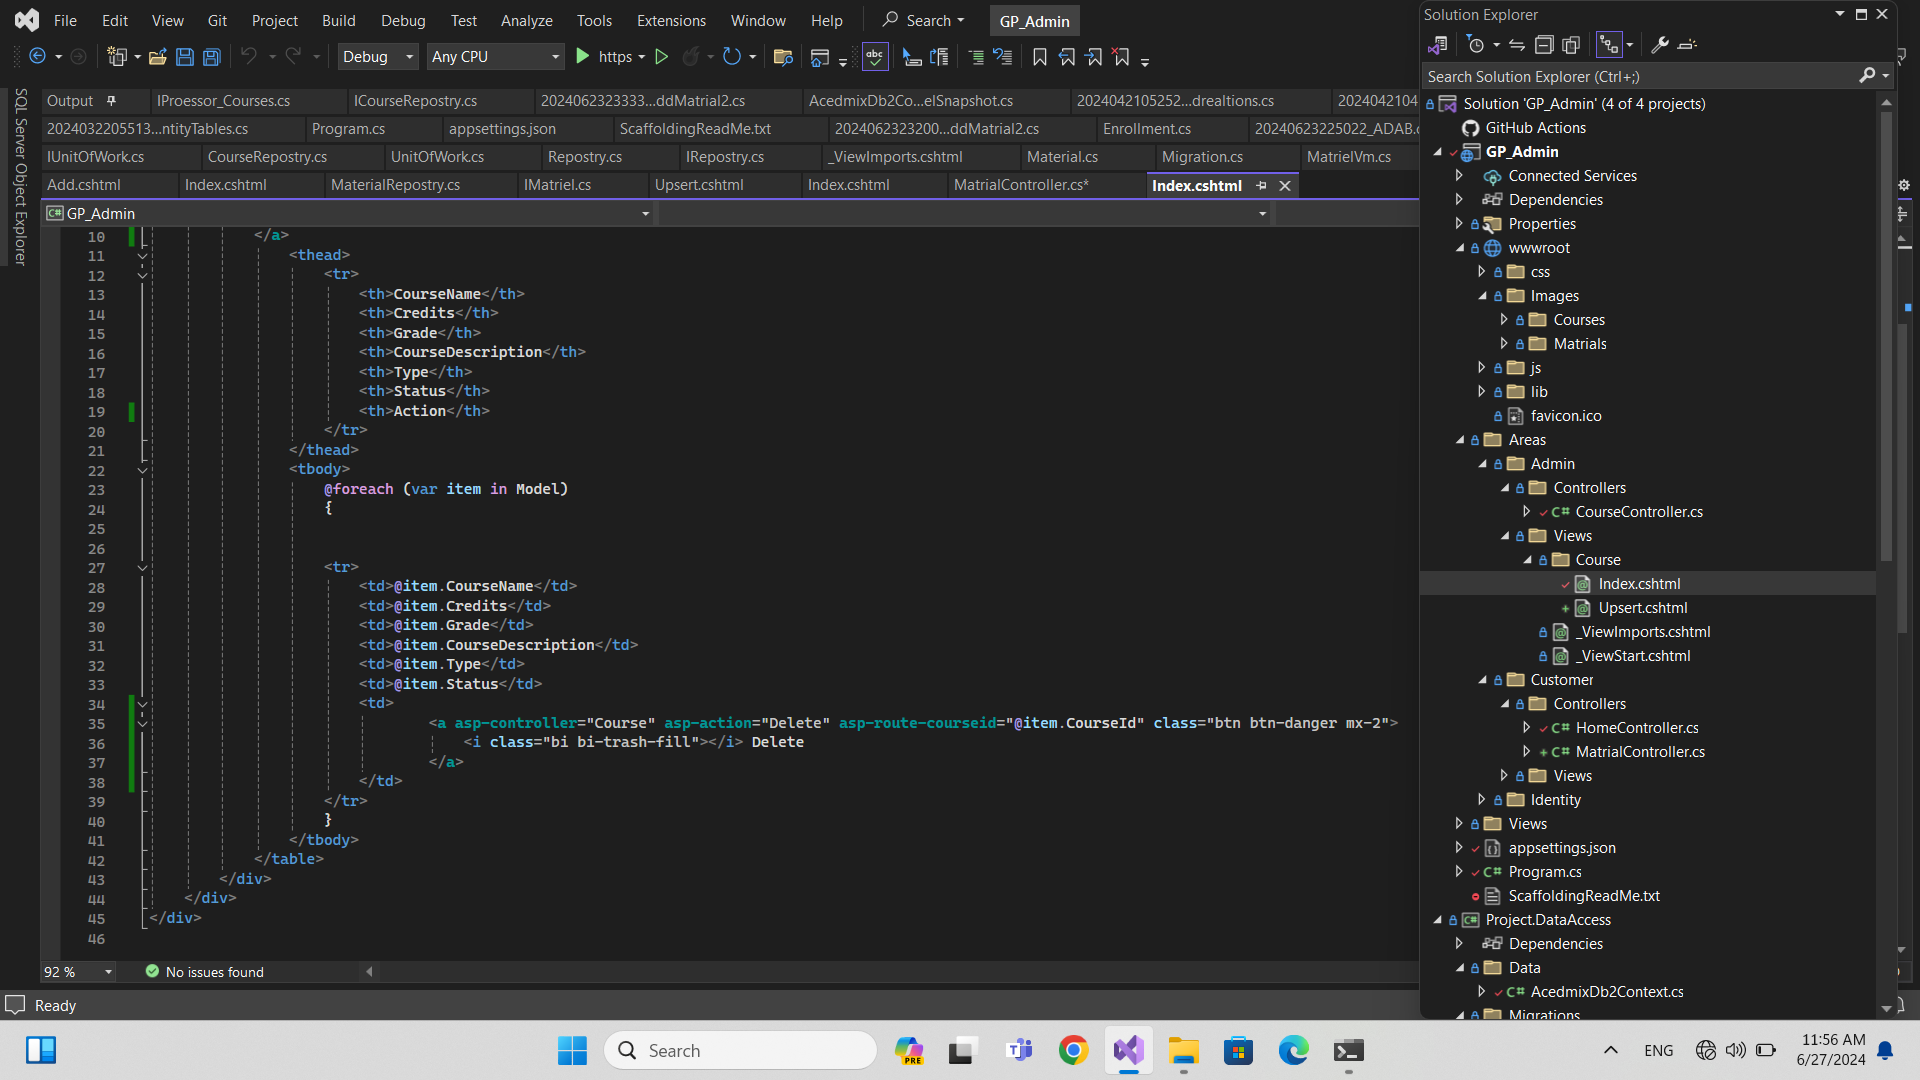 File Edit View Git Project Build Debug Test Analyze Tools Extensions Window Help Search GP_Admin
Debug Any CPU https
SQL Server Object Explorer
Output IProessor_Courses.cs ICourseRepostry.cs 2024062323333...ddMatrial2.cs AcedmixDb2Co...elSnapshot.cs 2024042105252...drealtions.cs 2024042104
2024032205513...ntityTables.cs Program.cs appsettings.json ScaffoldingReadMe.txt 2024062323200...ddMatrial2.cs Enrollment.cs 20240623225022_ADAB.c
IUnitOfWork.cs CourseRepostry.cs UnitOfWork.cs Repostry.cs IRepostry.cs _ViewImports.cshtml Material.cs Migration.cs MatrielVm.cs
Add.cshtml Index.cshtml MaterialRepostry.cs IMatriel.cs Upsert.cshtml Index.cshtml MatrialController.cs* Index.cshtml
GP_Admin
10 </a>
11 <thead>
12 <tr>
13 <th>CourseName</th>
14 <th>Credits</th>
15 <th>Grade</th>
16 <th>CourseDescription</th>
17 <th>Type</th>
18 <th>Status</th>
19 <th>Action</th>
20 </tr>
21 </thead>
22 <tbody>
23 @foreach (var item in Model)
24 {
25
26
27 <tr>
28 <td>@item.CourseName</td>
29 <td>@item.Credits</td>
30 <td>@item.Grade</td>
31 <td>@item.CourseDescription</td>
32 <td>@item.Type</td>
33 <td>@item.Status</td>
34 <td>
35 <a asp-controller="Course" asp-action="Delete" asp-route-courseid="@item.CourseId" class="btn btn-danger mx-2">
36 <i class="bi bi-trash-fill"></i> Delete
37 </a>
38 </td>
39 </tr>
40 }
41 </tbody>
42 </table>
43 </div>
44 </div>
45 </div>
46
92 % No issues found
Ready
Solution Explorer
Search Solution Explorer (Ctrl+;)
Solution 'GP_Admin' (4 of 4 projects)
GitHub Actions
GP_Admin
Connected Services
Dependencies
Properties
wwwroot
css
Images
Courses
Matrials
js
lib
favicon.ico
Areas
Admin
Controllers
C# CourseController.cs
Views
Course
Index.cshtml
Upsert.cshtml
_ViewImports.cshtml
_ViewStart.cshtml
Customer
Controllers
C# HomeController.cs
C# MatrialController.cs
Views
Identity
Views
appsettings.json
C# Program.cs
ScaffoldingReadMe.txt
Project.DataAccess
Dependencies
Data
C# AcedmixDb2Context.cs
Migrations
Search
PRE
ENG
11:56 AM
6/27/2024